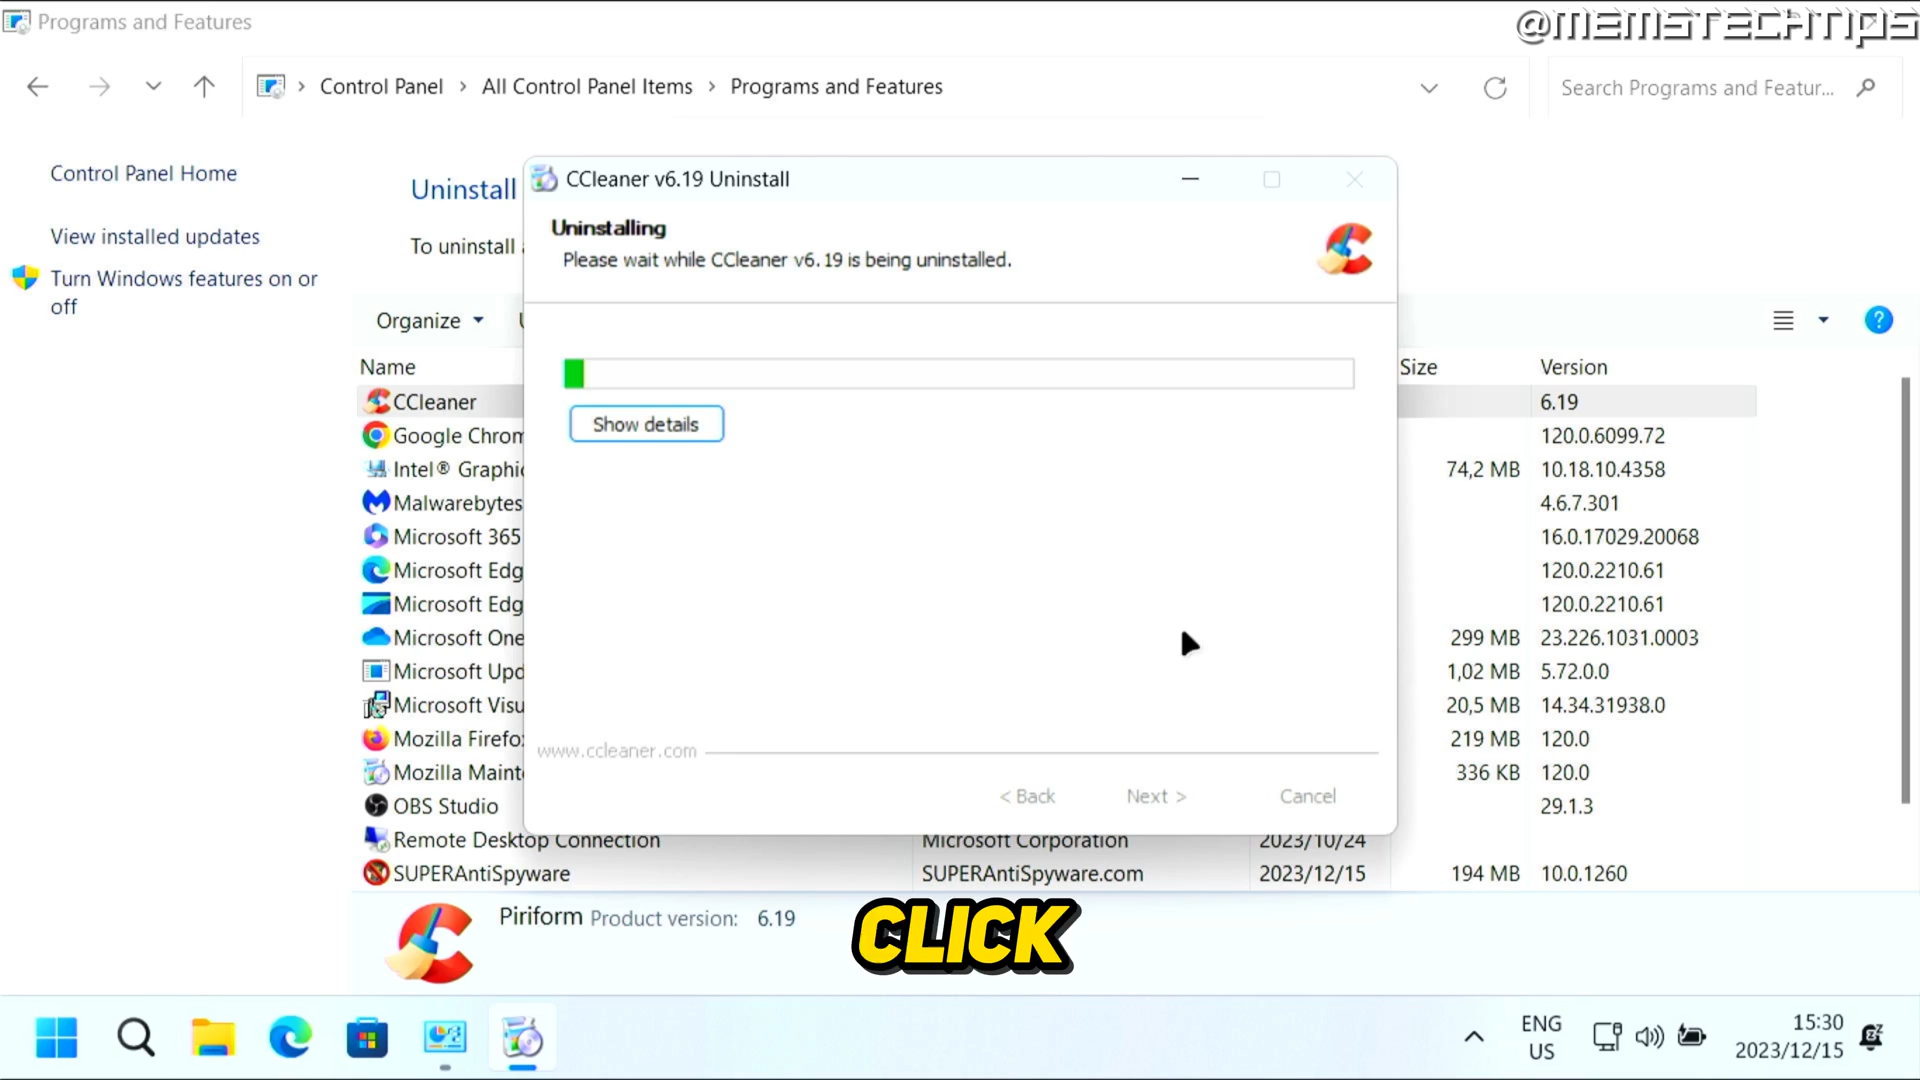 Programs and Features
@MEMSTECHTIPS
Control Panel > All Control Panel Items > Programs and Features
Search Programs and Featur...
Control Panel Home
View installed updates
Turn Windows features on or
off
Uninstall
To uninstall
CCleaner v6.19 Uninstall
Uninstalling
Please wait while CCleaner v6.19 is being uninstalled.
Show details
www.ccleaner.com
< Back Next > Cancel
Organize
Name Size Version
CCleaner 6.19
Google Chrom 120.0.6099.72
Intel® Graphic 74,2 MB 10.18.10.4358
Malwarebytes 4.6.7.301
Microsoft 365 16.0.17029.20068
Microsoft Edg 120.0.2210.61
Microsoft Edg 120.0.2210.61
Microsoft One 299 MB 23.226.1031.0003
Microsoft Upd 1,02 MB 5.72.0.0
Microsoft Visu 20,5 MB 14.34.31938.0
Mozilla Firefox 219 MB 120.0
Mozilla Mainte 336 KB 120.0
OBS Studio 29.1.3
Remote Desktop Connection Microsoft Corporation 2023/10/24
SUPERAntiSpyware SUPERAntiSpyware.com 2023/12/15 194 MB 10.0.1260
Piriform Product version: 6.19
CLICK
ENG
US
15:30
2023/12/15